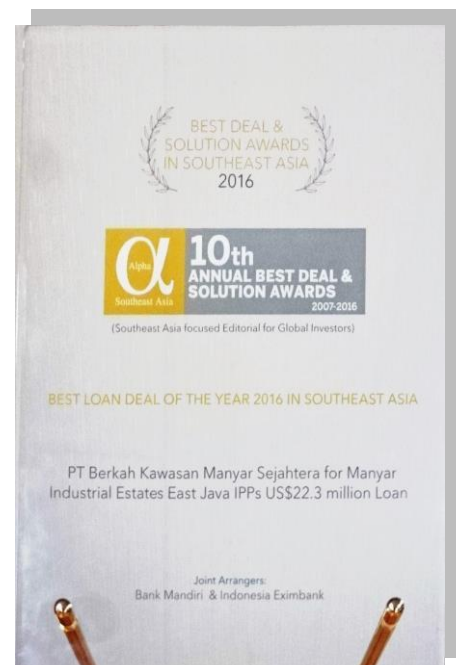 BEST DEAL &
SOLUTION AWARDS
IN SOUTHEAST ASIA
2016
α
Alpha
Southeast Asia
10th
ANNUAL BEST DEAL &
SOLUTION AWARDS
2007-2016
(Southeast Asia focused Editorial for Global Investors)
BEST LOAN DEAL OF THE YEAR 2016 IN SOUTHEAST ASIA
PT Berkah Kawasan Manyar Sejahtera for Manyar
Industrial Estates East Java IPPs US$22.3 million Loan
Joint Arrangers:
Bank Mandiri & Indonesia Eximbank